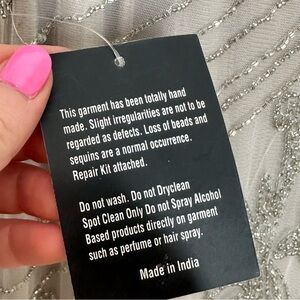 This garment has been totally hand
made. Slight irregularities are not to be
regarded as defects. Loss of beads and
sequins are a normal occurrence.
Repair Kit attached.
Do not wash. Do not Dryclean
Spot Clean Only Do not Spray Alcohol
Based products directly on garment
such as perfume or hair spray.
Made in India